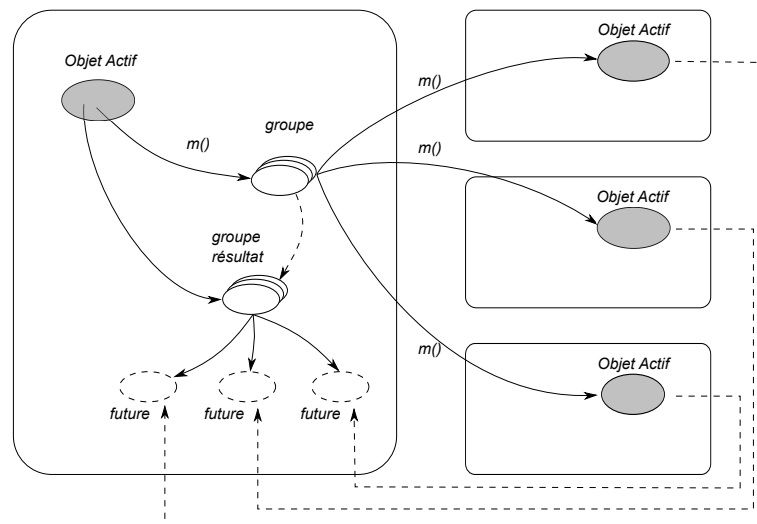 Objet Actif
Objet Actif
groupe
m()
m()
m()
Objet Actif
groupe
résultat
m()
Objet Actif
future
future
future